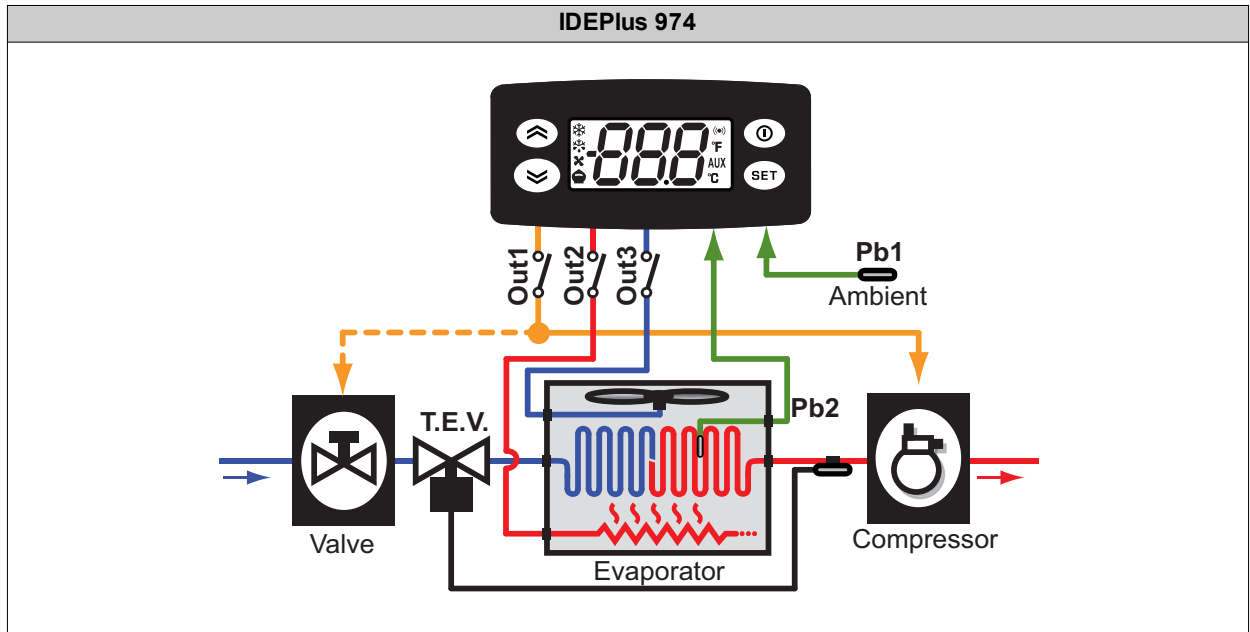 IDEPlus 974
-88.8
°F
AUX
°C
SET
Out1
Out2
Out3
Pb1
Ambient
T.E.V.
Pb2
Valve
Evaporator
Compressor